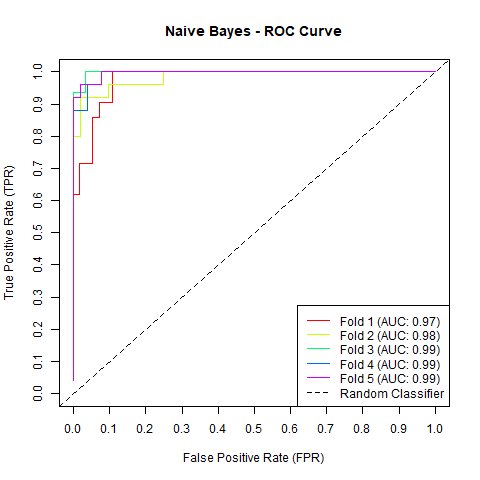 Naive Bayes - ROC Curve
True Positive Rate (TPR)
1.0
0.9
0.8
0.7
0.6
0.5
0.4
0.3
0.2
0.1
0.0
Fold 1 (AUC: 0.97)
Fold 2 (AUC: 0.98)
Fold 3 (AUC: 0.99)
Fold 4 (AUC: 0.99)
Fold 5 (AUC: 0.99)
Random Classifier
0.0 0.1 0.2 0.3 0.4 0.5 0.6 0.7 0.8 0.9 1.0
False Positive Rate (FPR)